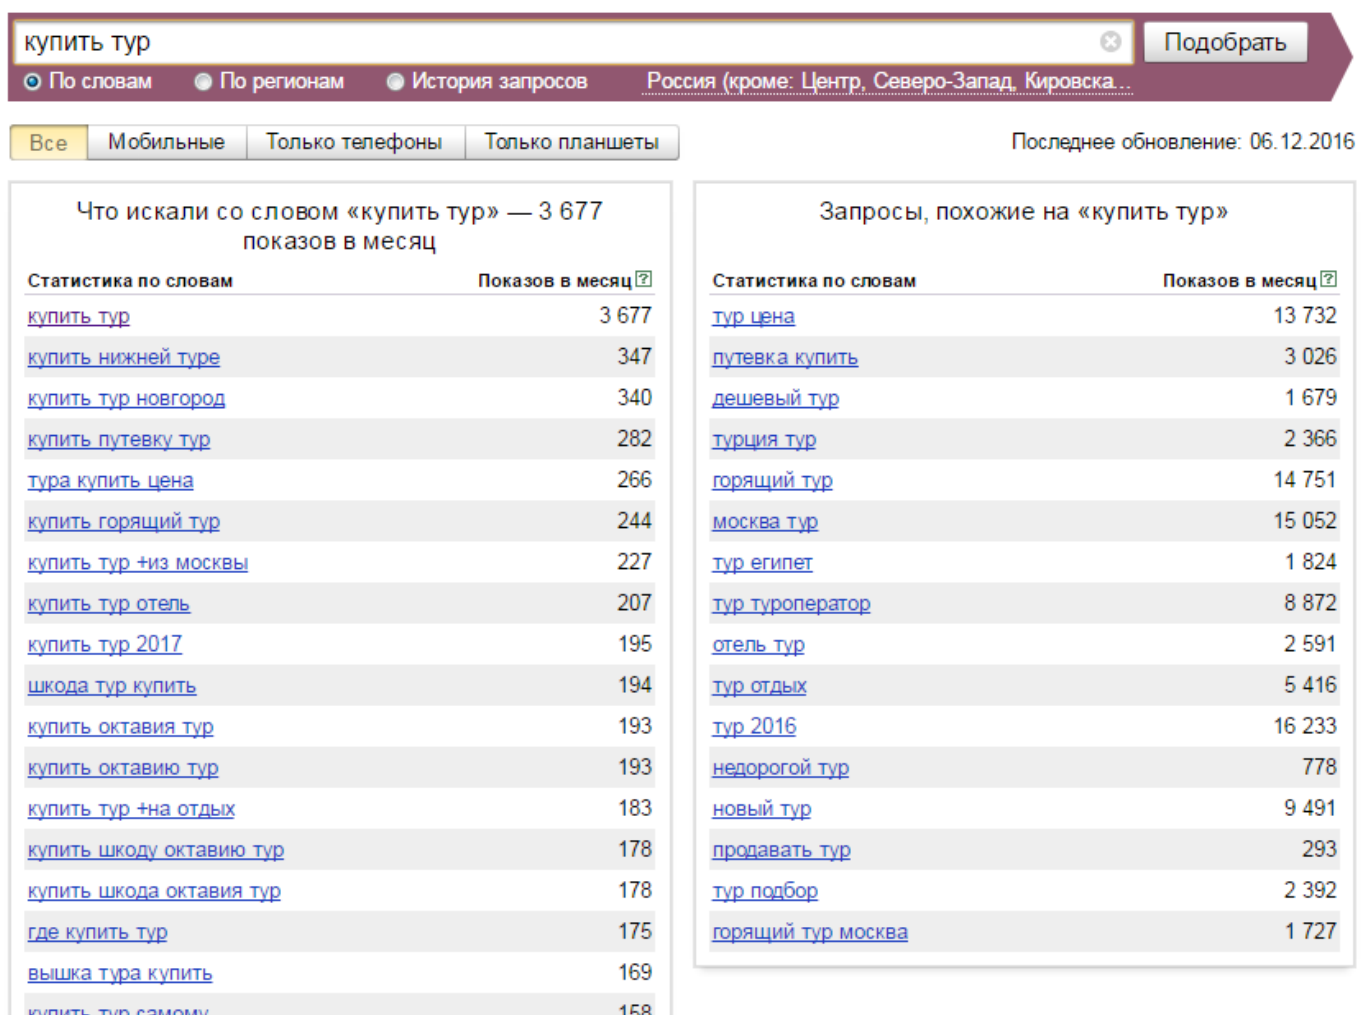 купить тур
Подобрать
По словам По регионам История запросов Россия (кроме: Центр, Северо-Запад, Кировска...
Все Мобильные Только телефоны Только планшеты Последнее обновление: 06.12.2016
Что искали со словом «купить тур» — 3 677
показов в месяц
Статистика по словам Показов в месяц ?
купить тур 3 677
купить нижней туре 347
купить тур новгород 340
купить путевку тур 282
тура купить цена 266
купить горящий тур 244
купить тур +из москвы 227
купить тур отель 207
купить тур 2017 195
шкода тур купить 194
купить октавия тур 193
купить октавию тур 193
купить тур +на отдых 183
купить шкоду октавию тур 178
купить шкода октавия тур 178
где купить тур 175
вышка тура купить 169
купить тур самому 158
Запросы, похожие на «купить тур»
Статистика по словам Показов в месяц ?
тур цена 13 732
путевка купить 3 026
дешевый тур 1 679
турция тур 2 366
горящий тур 14 751
москва тур 15 052
тур египет 1 824
тур туроператор 8 872
отель тур 2 591
тур отдых 5 416
тур 2016 16 233
недорогой тур 778
новый тур 9 491
продавать тур 293
тур подбор 2 392
горящий тур москва 1 727